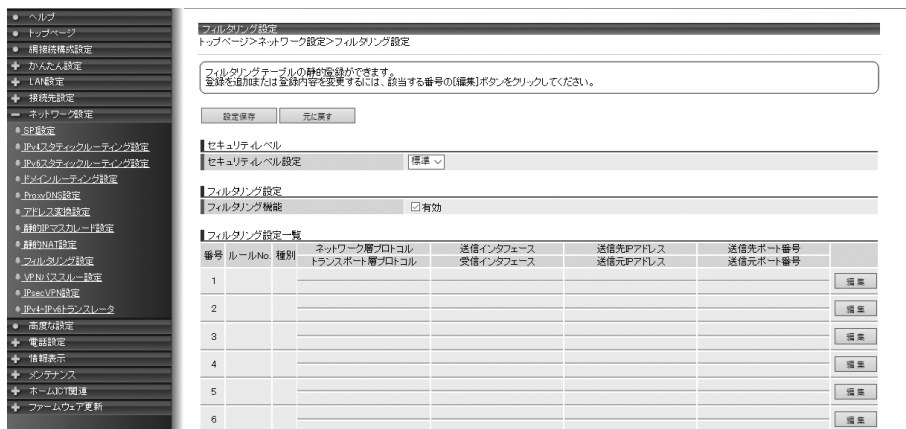 ヘルプ
トップページ
網接続構成設定
かんたん設定
LAN設定
接続先設定
ネットワーク設定
SPI設定
IPv4スタティックルーティング設定
IPv6スタティックルーティング設定
ドメインルーティング設定
ProxyDNS設定
アドレス変換設定
静的IPマスカレード設定
静的NAT設定
フィルタリング設定
VPNパススルー設定
IPsecVPN設定
IPv4-IPv6トランスレータ
高度な設定
電話設定
情報表示
メンテナンス
ホームICT関連
ファームウェア更新
フィルタリング設定
トップページ>ネットワーク設定>フィルタリング設定
フィルタリングテーブルの静的登録ができます。
登録を追加または登録内容を変更するには、該当する番号の[編集]ボタンをクリックしてください。
設定保存 元に戻す
セキュリティレベル
セキュリティレベル設定 標準
フィルタリング設定
フィルタリング機能 有効
フィルタリング設定一覧
番号 ルールNo. 種別 ネットワーク層プロトコル 送信インタフェース 送信先IPアドレス 送信先ポート番号
トランスポート層プロトコル 受信インタフェース 送信元IPアドレス 送信元ポート番号
1 編集
2 編集
3 編集
4 編集
5 編集
6 編集